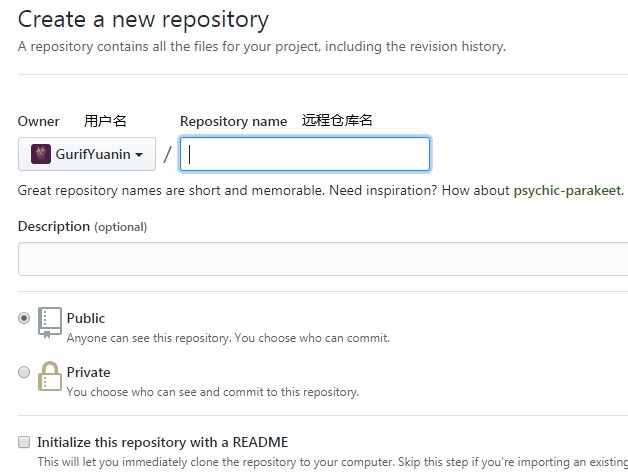 Create a new repository
A repository contains all the files for your project, including the revision history.
Owner 用户名 Repository name 远程仓库名
GurifYuanin /
Great repository names are short and memorable. Need inspiration? How about psychic-parakeet.
Description (optional)
Public
Anyone can see this repository. You choose who can commit.
Private
You choose who can see and commit to this repository.
Initialize this repository with a README
This will let you immediately clone the repository to your computer. Skip this step if you're importing an existing